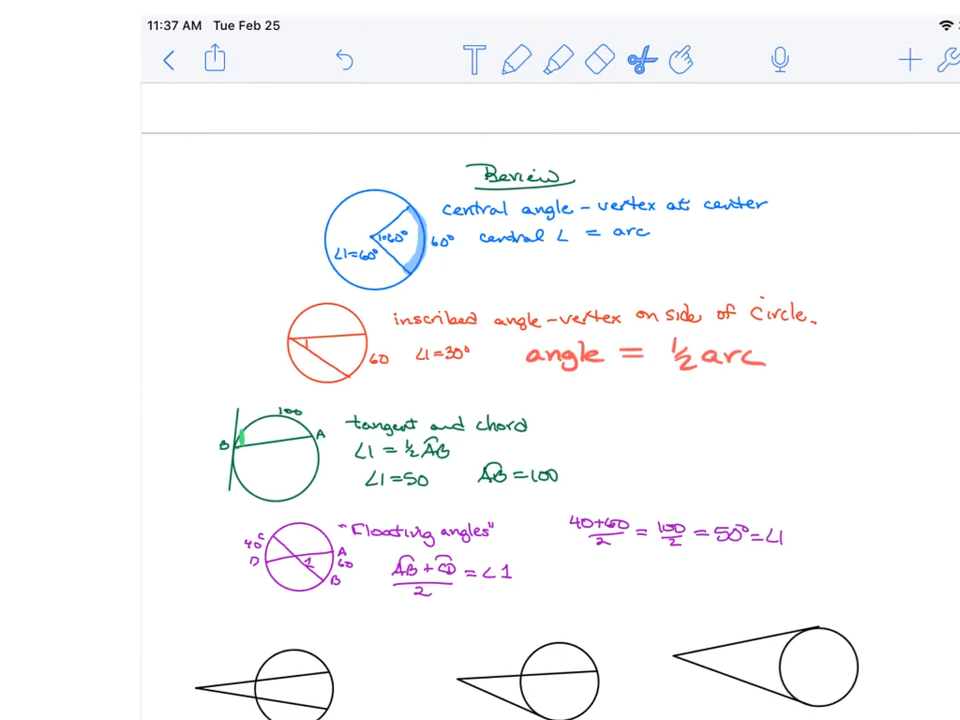 11:37 AM Tue Feb 25
T
Review
central angle - vertex at center
1=60°
60° central ∠ = arc
∠1=60°
inscribed angle - vertex on side of circle.
1
60 ∠1=30° angle = ½ arc
100
B A tangent and chord
∠1 = ½ AB
∠1=50 AB=100
C "Floating angles" 40+60/2 = 100/2 = 50° = ∠1
40
D A
1 60
B
AB + CD/2 = ∠1